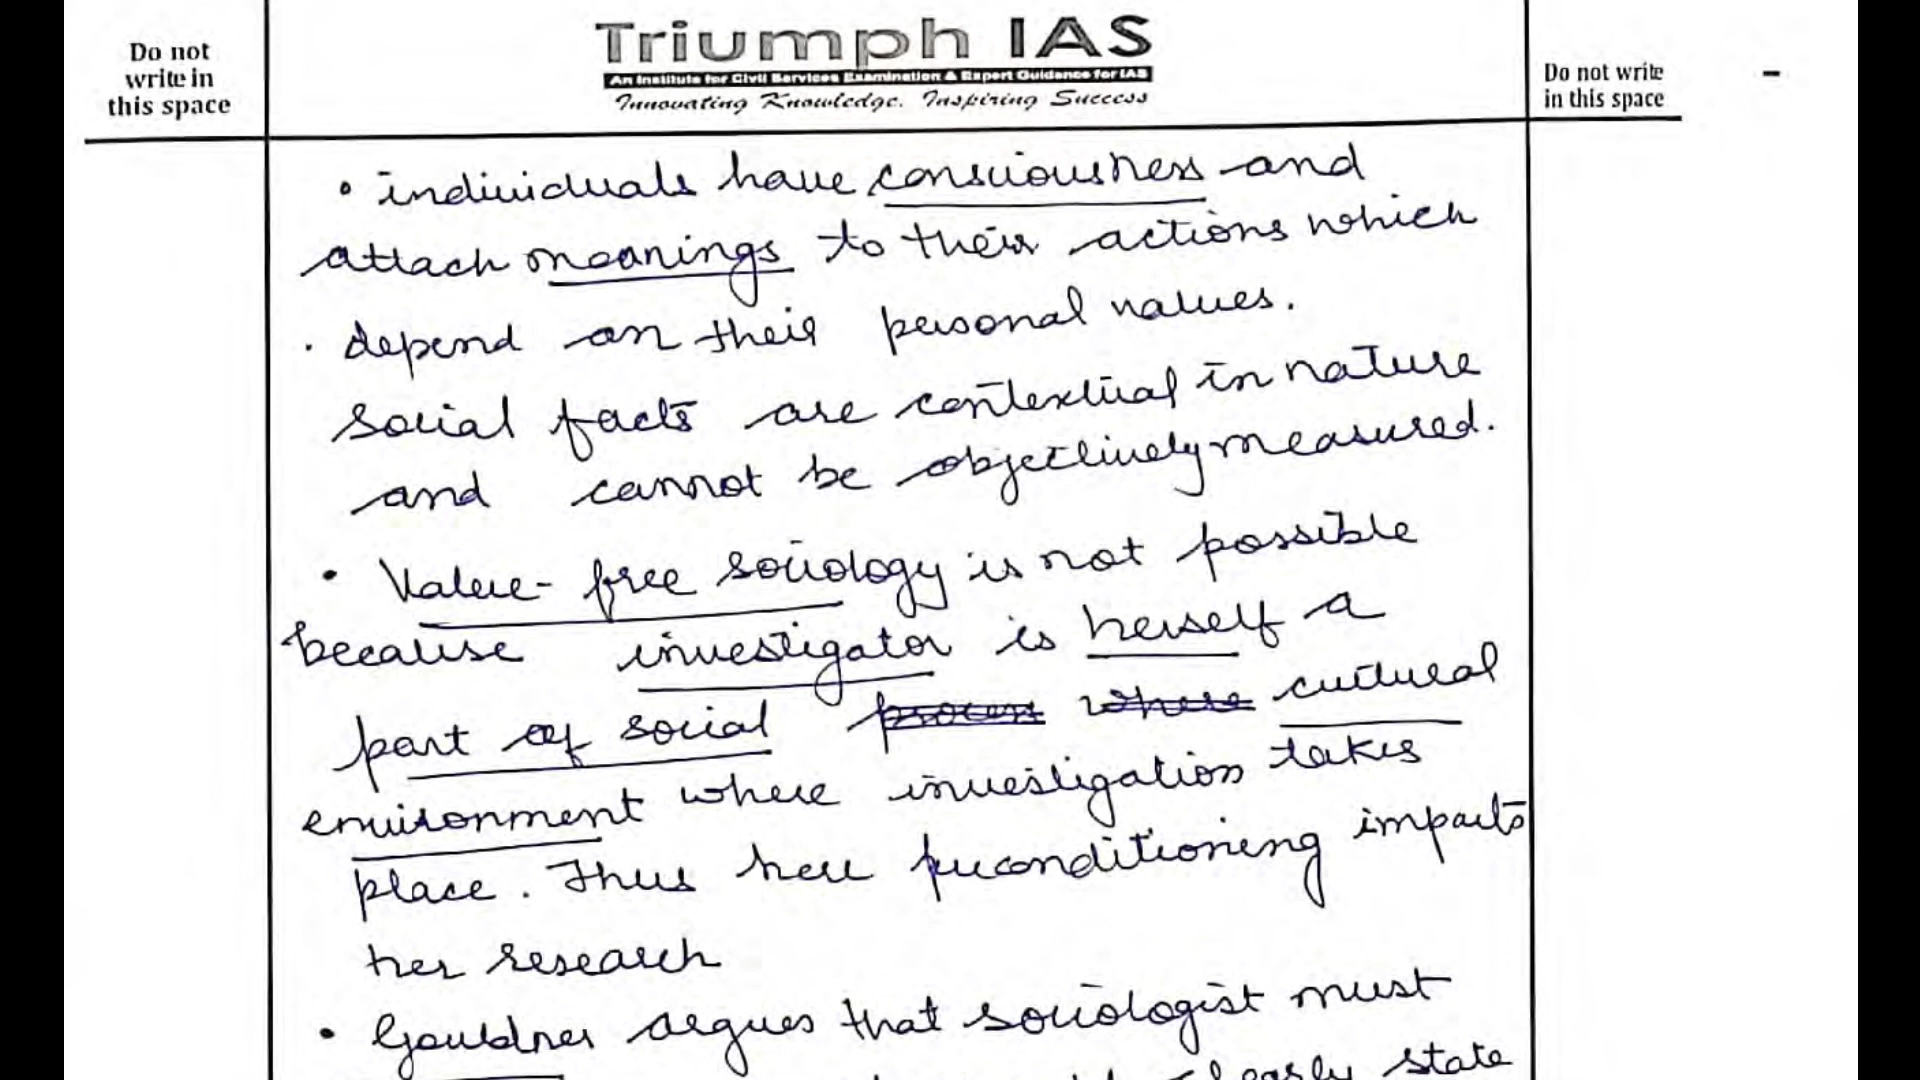 Do not
write in
this space
Triumph IAS
An Institute for Civil Services Examination & Expert Guidance for IAS
Innovating Knowledge. Inspiring Success
Do not write
in this space
• individuals have consciousness and
attach meanings to their actions which
. depend on their personal values.
social facts are contextual in nature
and cannot be objectively measured.
• Value-free sociology is not possible
because investigator is herself a
part of social process where cultural
environment where investigation takes
place. Thus her preconditioning impacts
her research
• Gouldner argues that sociologist must
clearly state